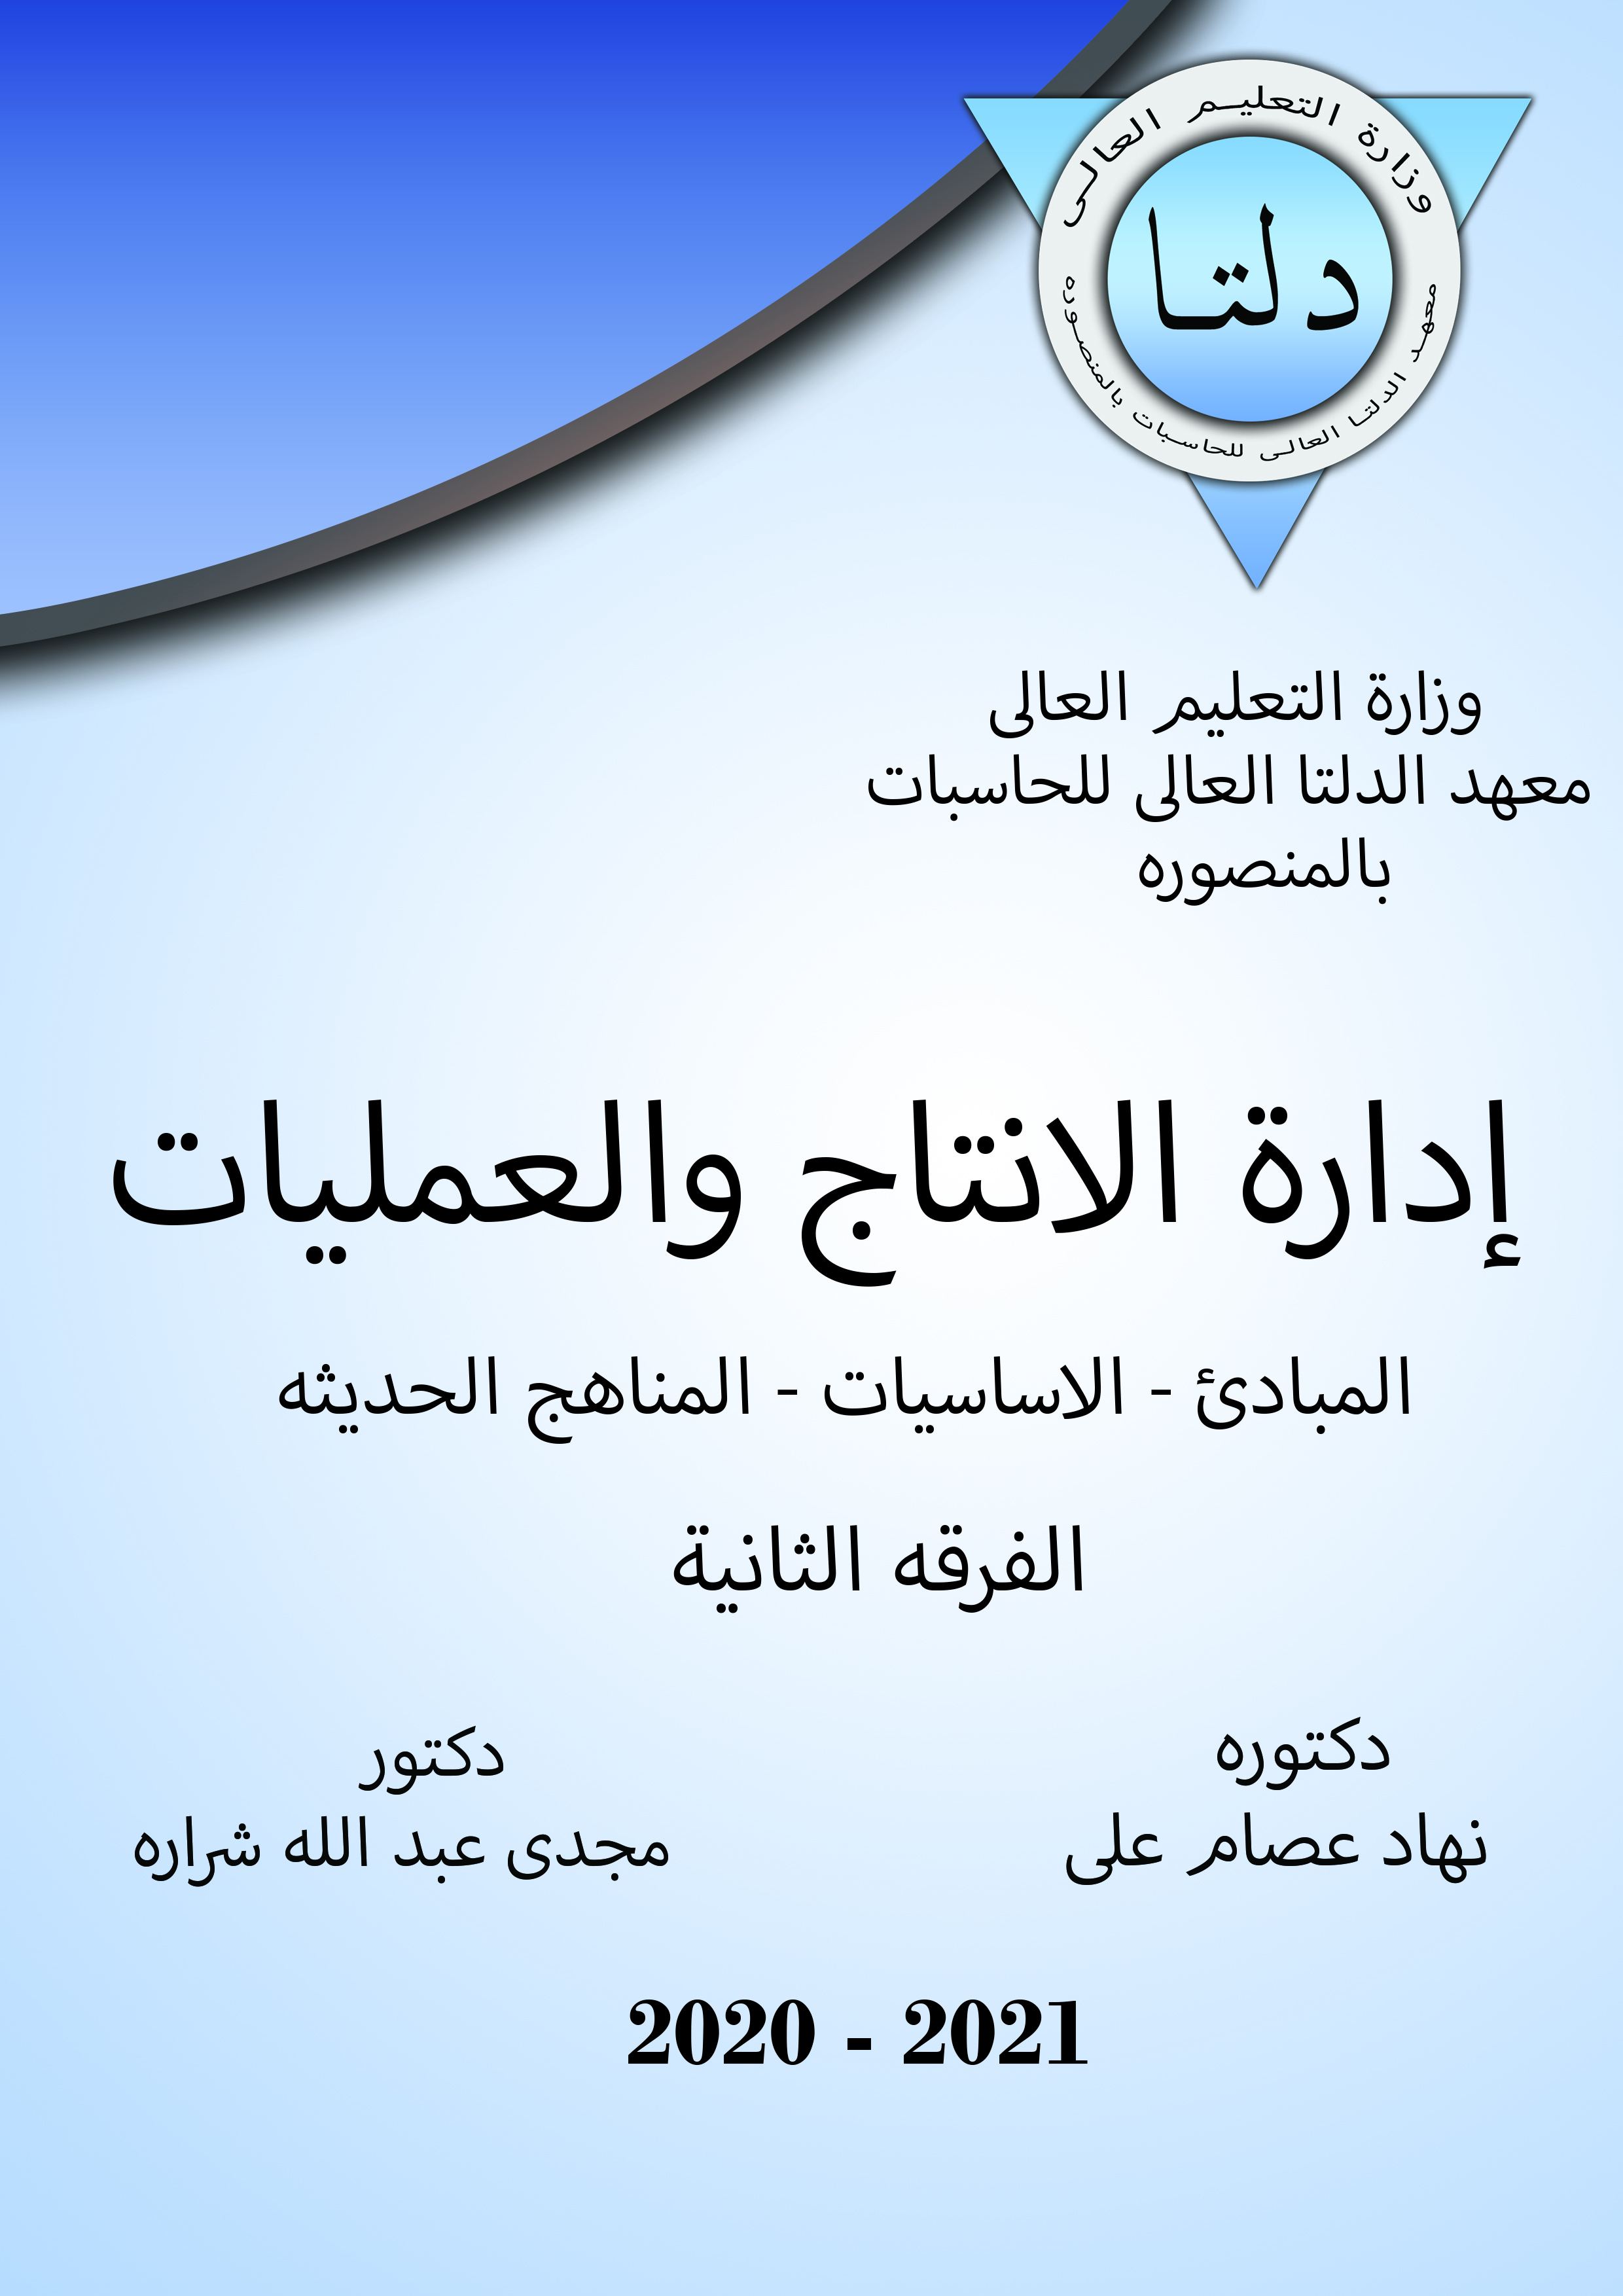 وزارة التعليم العالى
دلتا
معهد الدلتا العالى للحاسبات بالمنصوره
وزارة التعليم العالى
معهد الدلتا العالى للحاسبات
بالمنصوره
إدارة الانتاج والعمليات
المبادئ - الاساسيات - المناهج الحديثه
الفرقه الثانية
دكتوره
نهاد عصام على
دكتور
مجدى عبد الله شراره
2020 - 2021